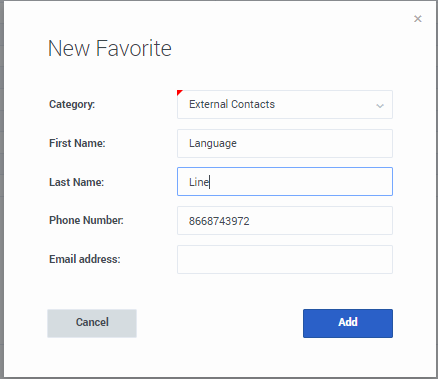 New Favorite
Category: External Contacts
First Name: Language
Last Name: Line
Phone Number: 8668743972
Email address:
Cancel Add